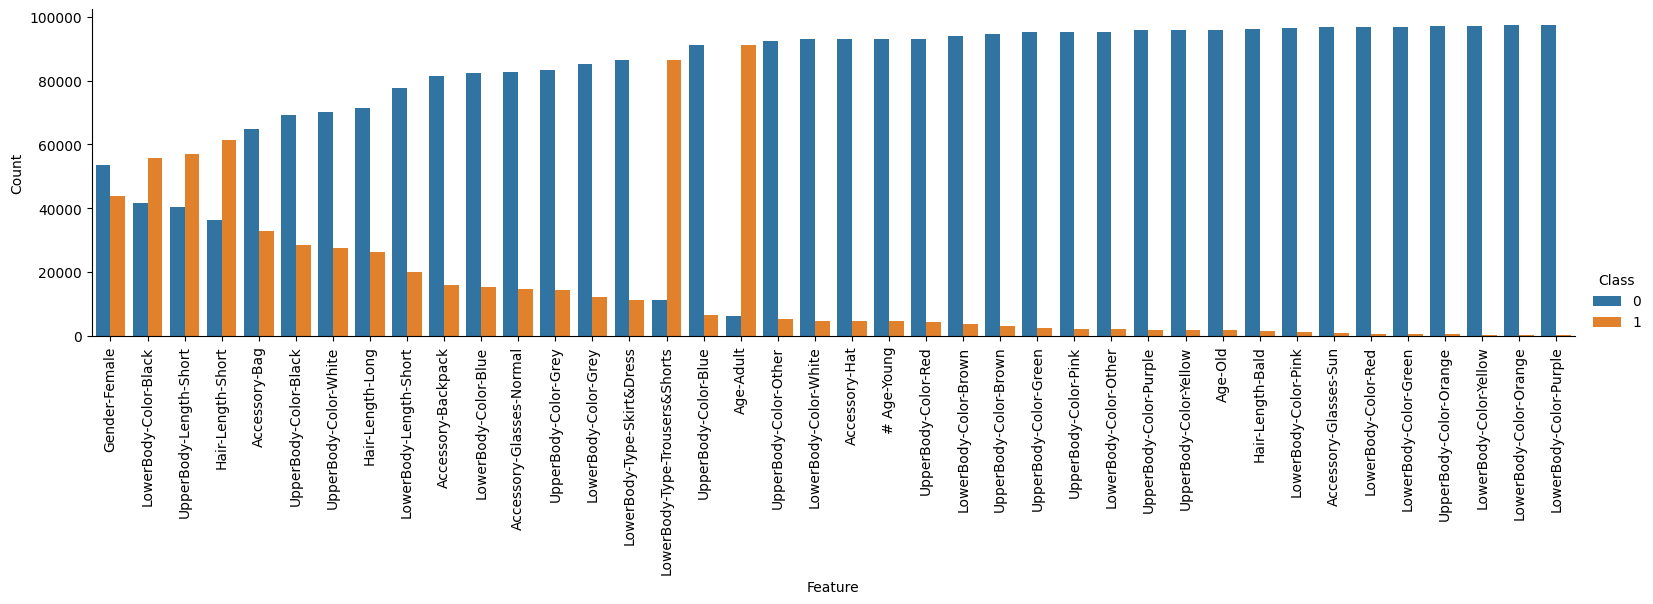 100000
80000
60000
40000
20000
0
Count
Gender-Female
LowerBody-Color-Black
UpperBody-Length-Short
Hair-Length-Short
Accessory-Bag
UpperBody-Color-Black
UpperBody-Color-White
Hair-Length-Long
LowerBody-Length-Short
Accessory-Backpack
LowerBody-Color-Blue
Accessory-Glasses-Normal
UpperBody-Color-Grey
LowerBody-Color-Grey
LowerBody-Type-Skirt&Dress
LowerBody-Type-Trousers&Shorts
UpperBody-Color-Blue
Age-Adult
UpperBody-Color-Other
LowerBody-Color-White
Accessory-Hat
# Age-Young
UpperBody-Color-Red
LowerBody-Color-Brown
UpperBody-Color-Brown
UpperBody-Color-Green
UpperBody-Color-Pink
LowerBody-Color-Other
UpperBody-Color-Purple
UpperBody-Color-Yellow
Age-Old
Hair-Length-Bald
LowerBody-Color-Pink
Accessory-Glasses-Sun
LowerBody-Color-Red
LowerBody-Color-Green
UpperBody-Color-Orange
LowerBody-Color-Yellow
LowerBody-Color-Orange
LowerBody-Color-Purple
Feature
Class
0
1